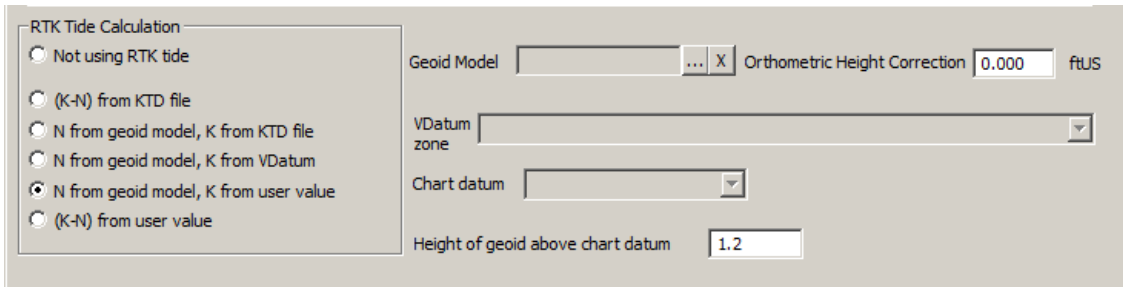 RTK Tide Calculation
Not using RTK tide
(K-N) from KTD file
N from geoid model, K from KTD file
N from geoid model, K from VDatum
N from geoid model, K from user value
(K-N) from user value
Geoid Model ... X Orthometric Height Correction 0.000 ftUS
VDatum
zone
Chart datum
Height of geoid above chart datum 1.2